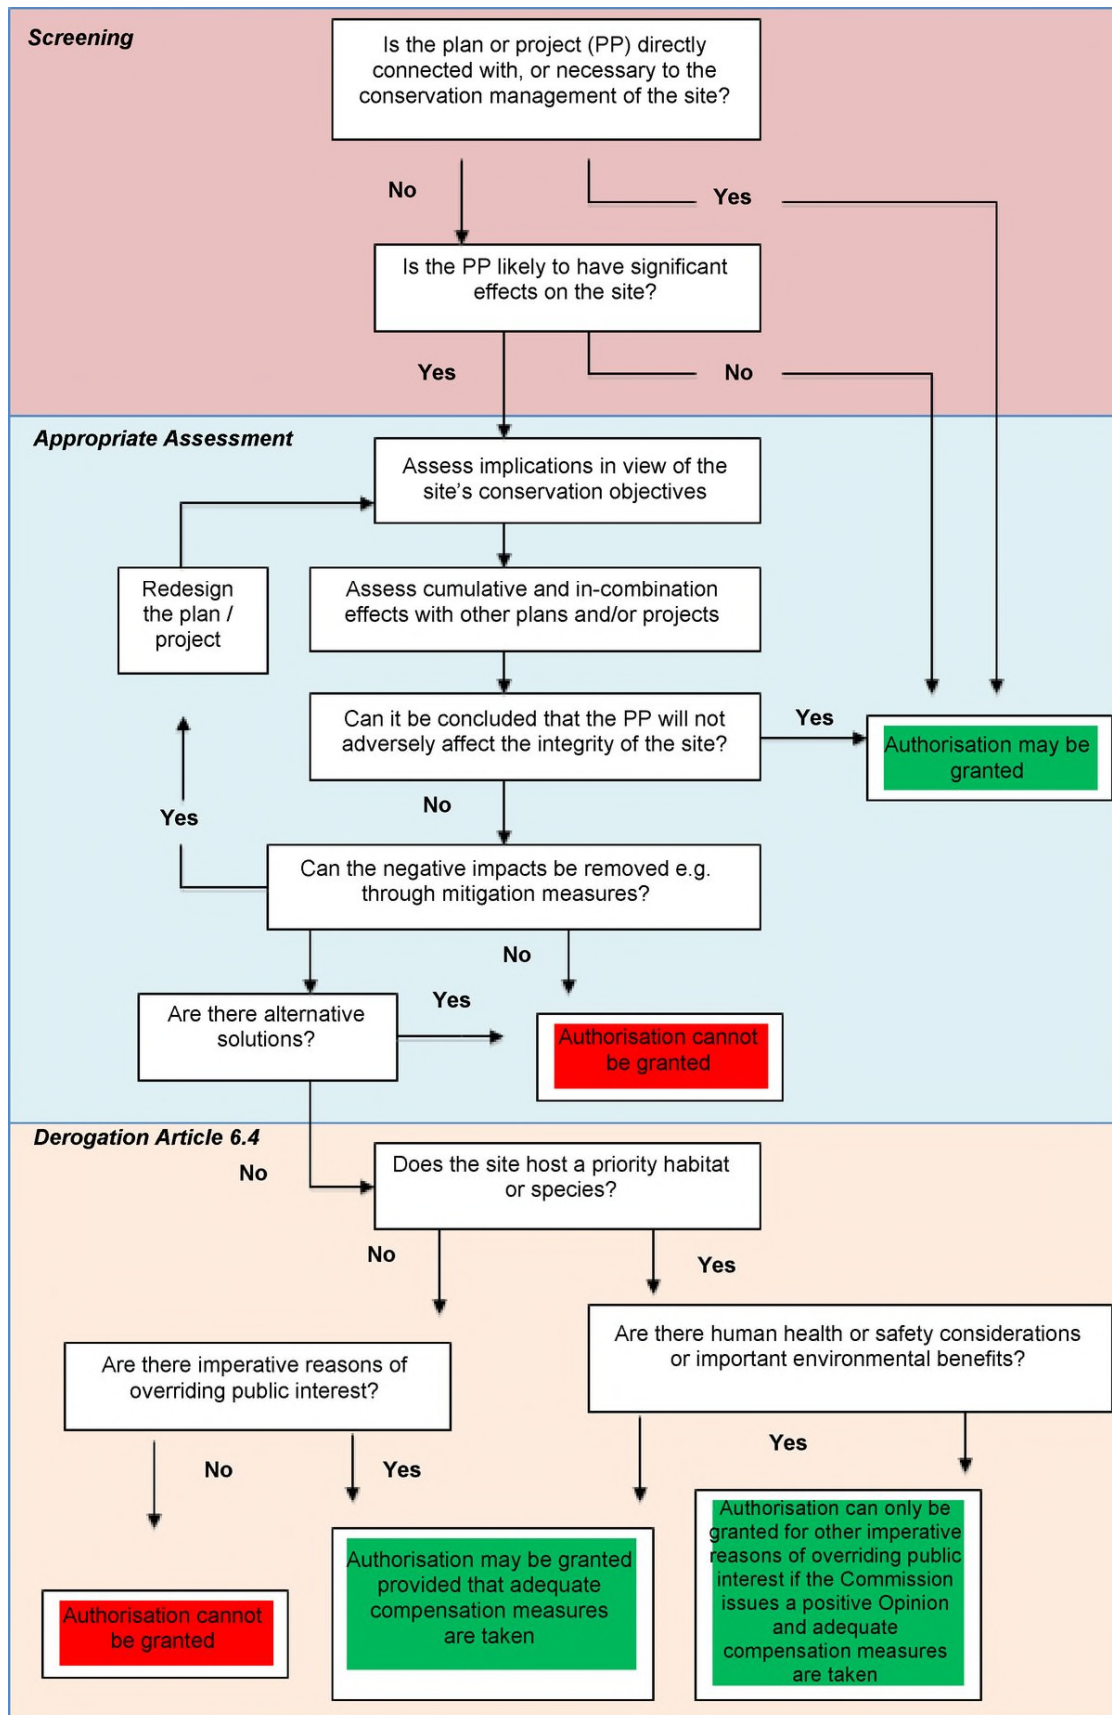 Screening
Is the plan or project (PP) directly
connected with, or necessary to the
conservation management of the site?
No
Yes
Is the PP likely to have significant
effects on the site?
Yes
No
Appropriate Assessment
Assess implications in view of the
site's conservation objectives
Redesign
the plan /
project
Assess cumulative and in-combination
effects with other plans and/or projects
Can it be concluded that the PP will not
adversely affect the integrity of the site?
Yes
Authorisation may be
granted
No
Yes
Can the negative impacts be removed e.g.
through mitigation measures?
No
Are there alternative
solutions?
Yes
Authorisation cannot
be granted
Derogation Article 6.4
No
Does the site host a priority habitat
or species?
No
Yes
Are there imperative reasons of
overriding public interest?
Are there human health or safety considerations
or important environmental benefits?
No
Yes
Yes
Authorisation cannot
be granted
Authorisation may be granted
provided that adequate
compensation measures
are taken
Authorisation can only be
granted for other imperative
reasons of overriding public
interest if the Commission
issues a positive Opinion
and adequate
compensation measures
are taken